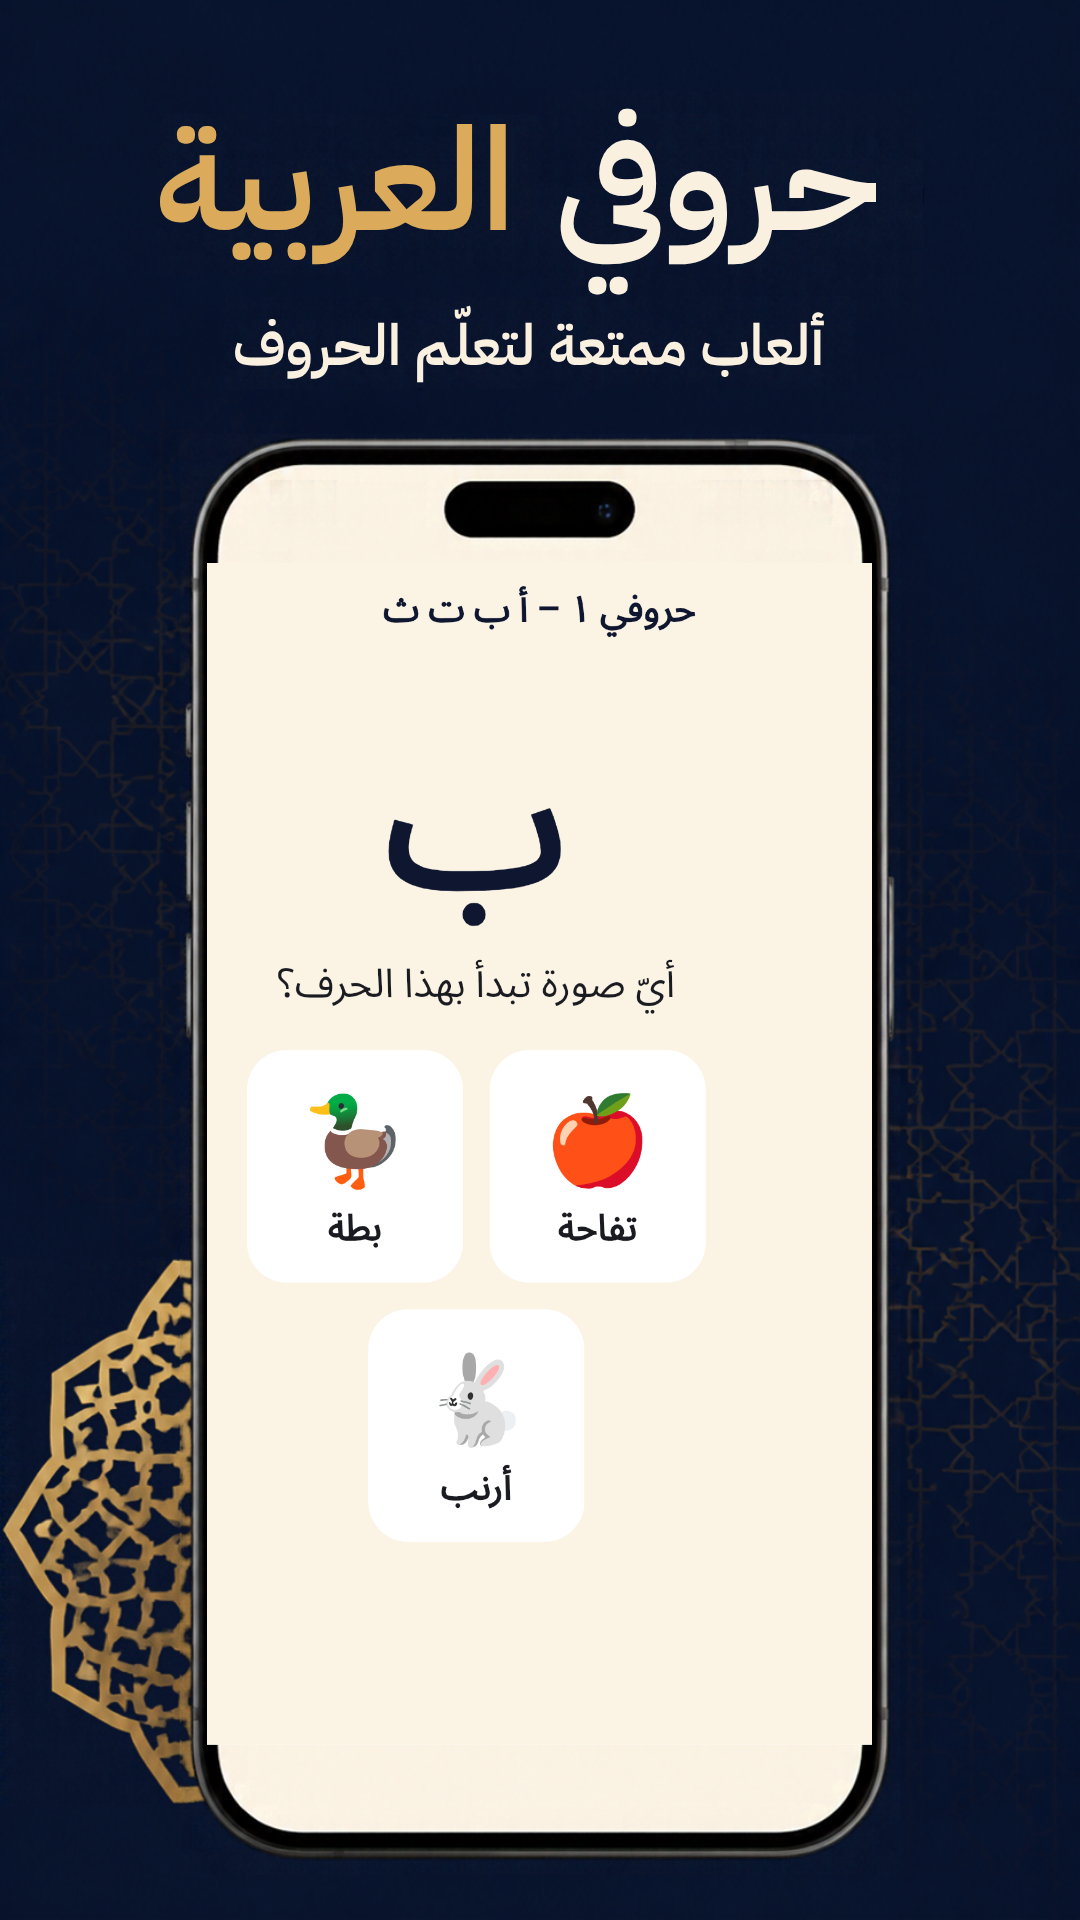 حروفي العربية
ألعاب ممتعة لتعلّم الحروف
حروفي ١ – أ ب ت ث
ب
أيّ صورة تبدأ بهذا الحرف؟
تفاحة
بطة
أرنب